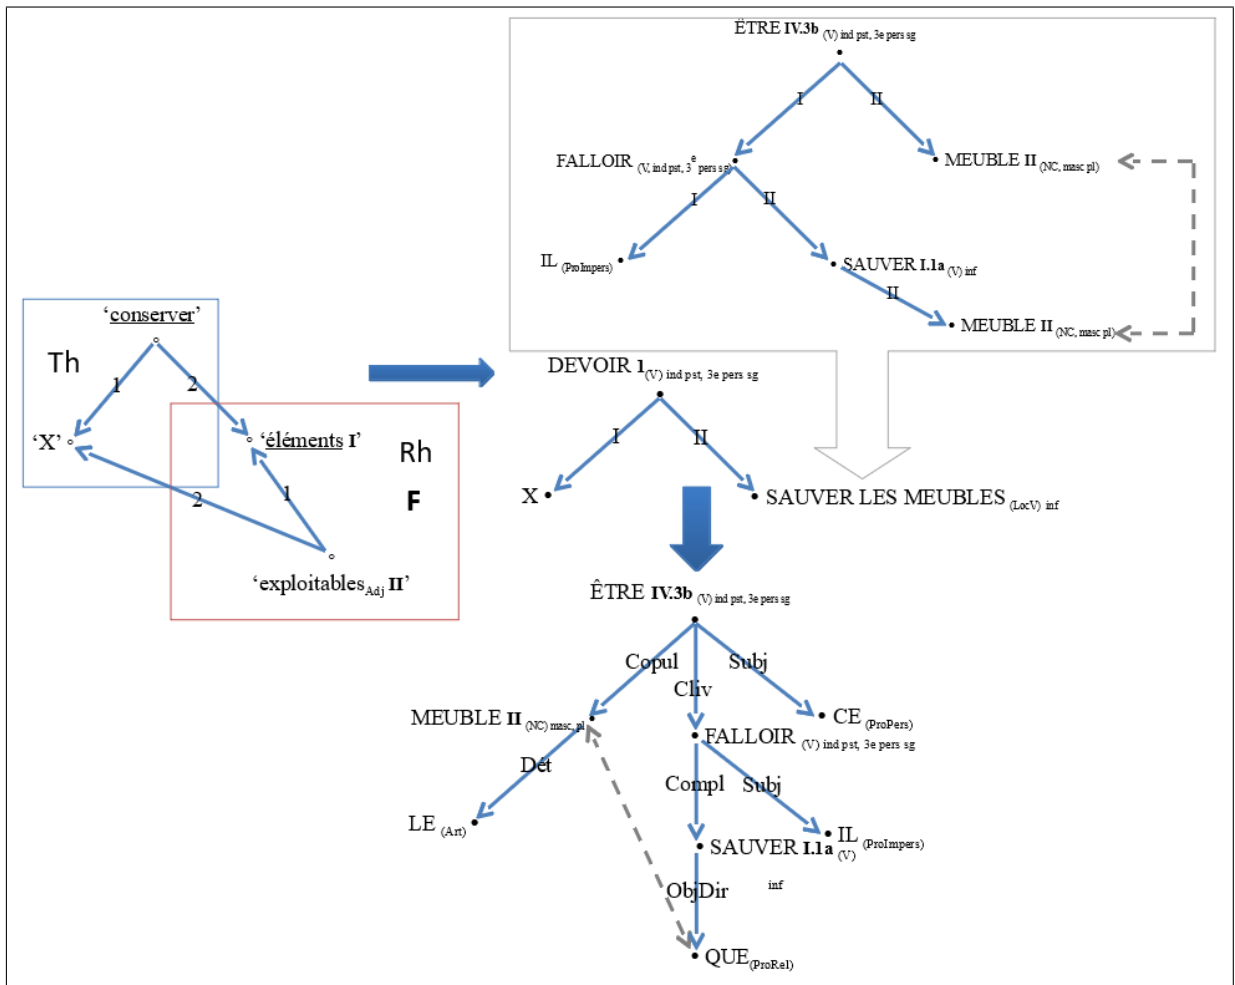 ÊTRE IV.3b (V) ind pst, 3e pers sg
I
II
FALLOIR (V, ind pst, 3e pers sg)
MEUBLE II (NC, masc pl)
I
II
IL (ProImpers)
SAUVER I.1a (V) inf
II
MEUBLE II (NC, masc pl)
‘conserver’
Th
1
2
‘X’
‘éléments I’
Rh
F
2
1
‘exploitablesAdj II’
DEVOIR 1(V) ind pst, 3e pers sg
I
II
X
SAUVER LES MEUBLES (LocV) inf
ÊTRE IV.3b (V) ind pst, 3e pers sg
Copul
Subj
Cliv
MEUBLE II (NC) masc, pl
CE (ProPers)
FALLOIR (V) ind pst, 3e pers sg
Dét
Compl
Subj
LE (Art)
IL (ProImpers)
SAUVER I.1a (V)
inf
ObjDir
QUE(ProRel)